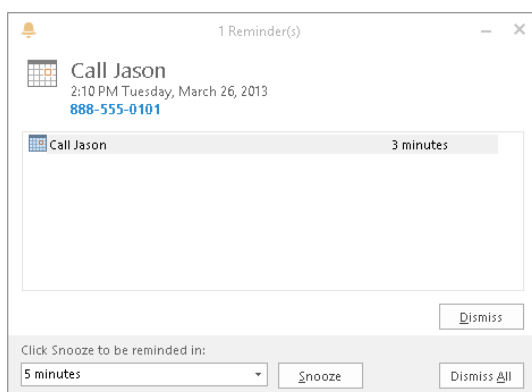 1 Reminder(s)
Call Jason
2:10 PM Tuesday, March 26, 2013
888-555-0101
Call Jason 3 minutes
Dismiss
Click Snooze to be reminded in:
5 minutes Snooze Dismiss All